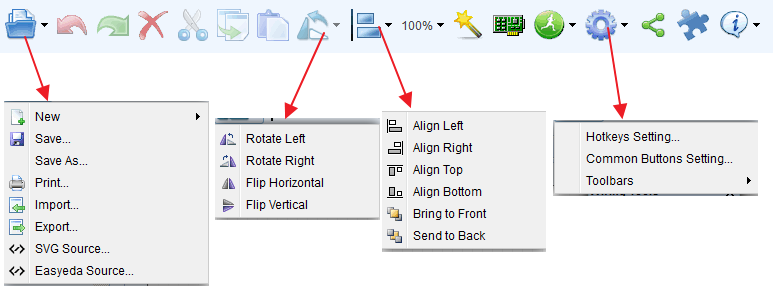 100%
New
Save...
Save As...
Print...
Import...
Export...
SVG Source...
Easyeda Source...
Rotate Left
Rotate Right
Flip Horizontal
Flip Vertical
Align Left
Align Right
Align Top
Align Bottom
Bring to Front
Send to Back
Hotkeys Setting...
Common Buttons Setting...
Toolbars